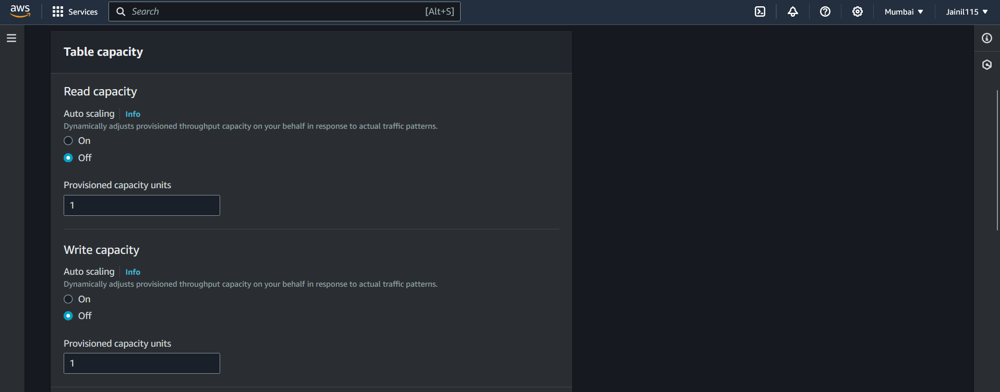 aws Services Search [Alt+S] Mumbai ▼ Jainil115 ▼
Table capacity
Read capacity
Auto scaling Info
Dynamically adjusts provisioned throughput capacity on your behalf in response to actual traffic patterns.
On
Off
Provisioned capacity units
1
Write capacity
Auto scaling Info
Dynamically adjusts provisioned throughput capacity on your behalf in response to actual traffic patterns.
On
Off
Provisioned capacity units
1